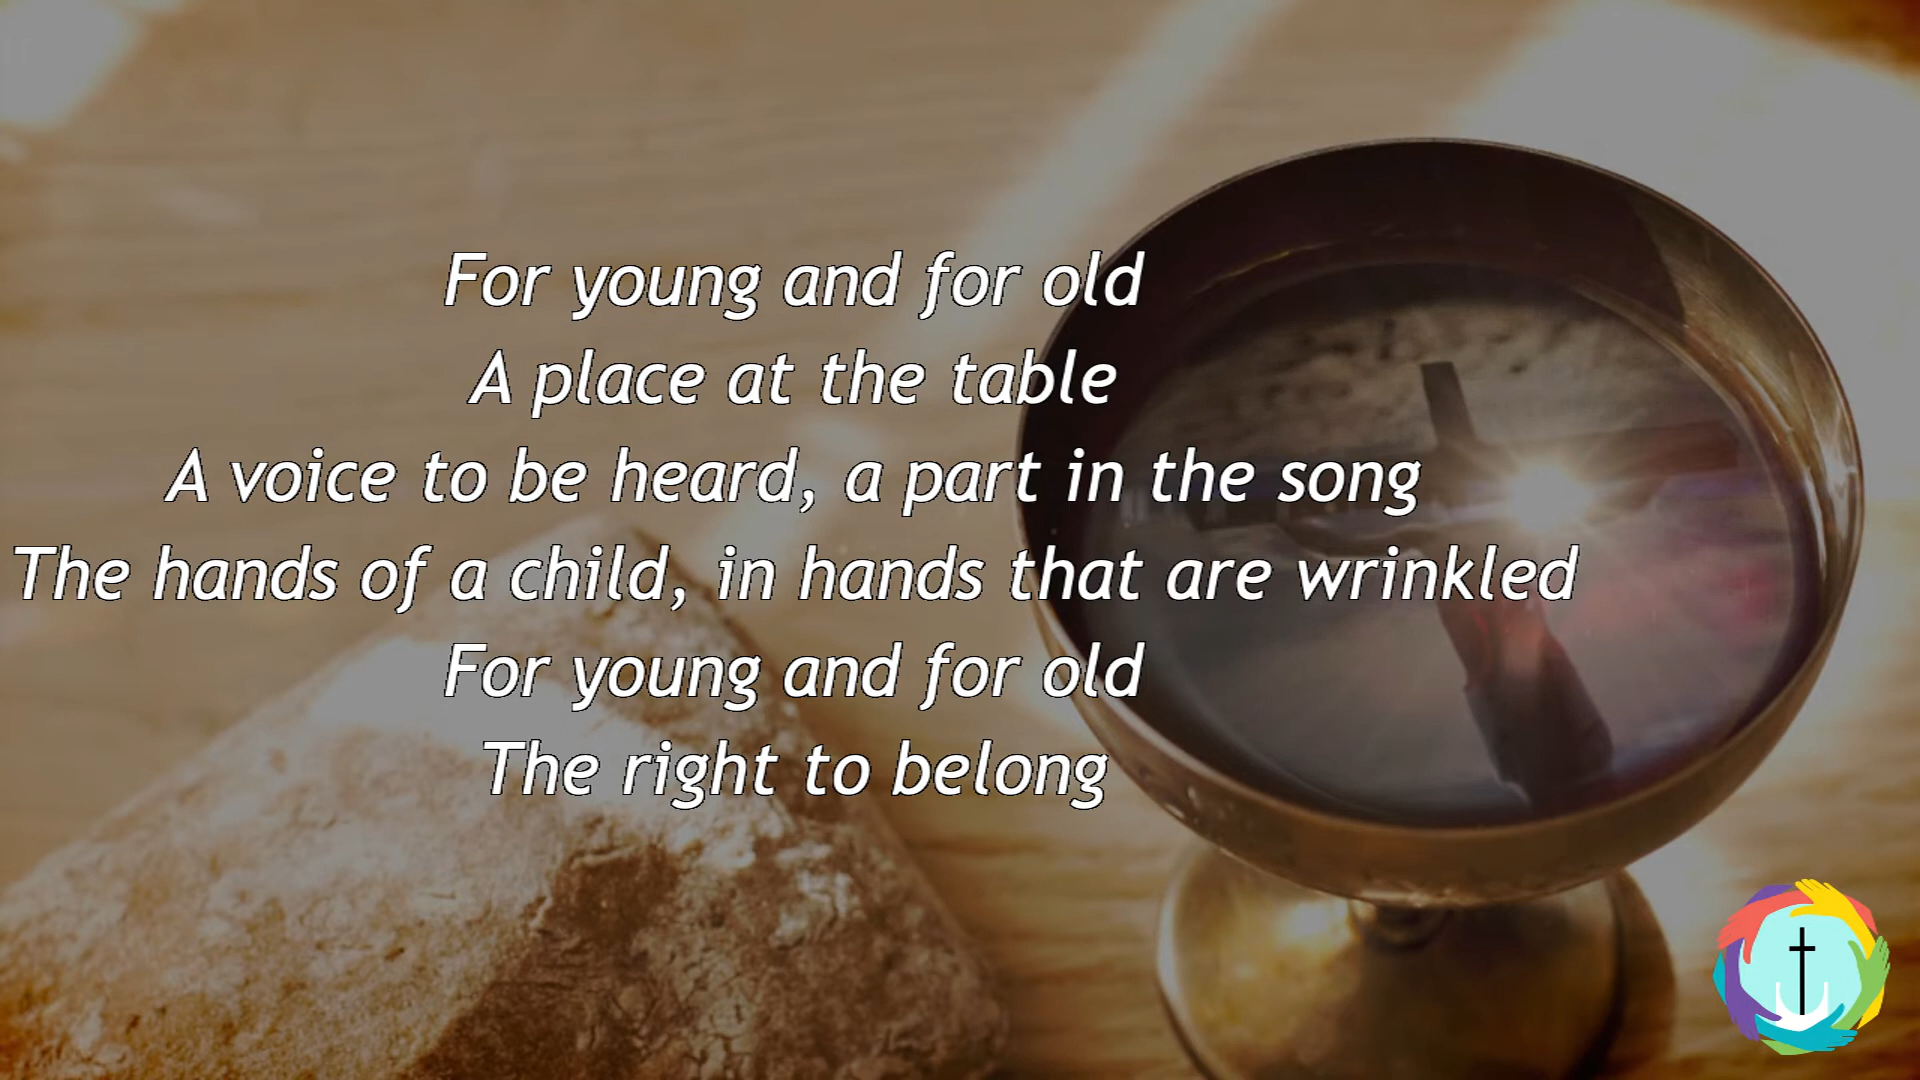 For young and for old
A place at the table
A voice to be heard, a part in the song
The hands of a child, in hands that are wrinkled
For young and for old
The right to belong